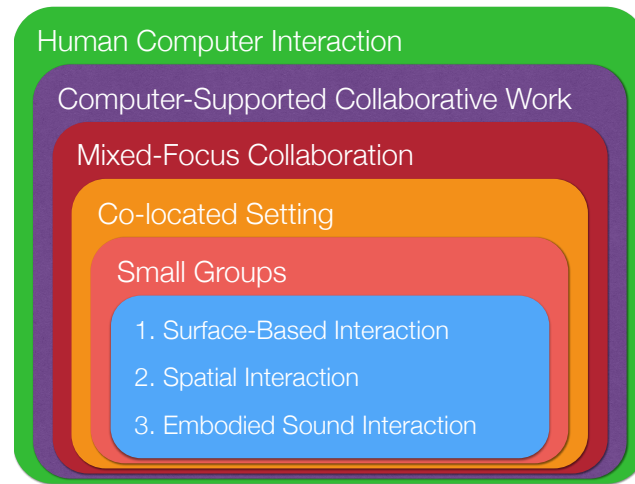 Human Computer Interaction
Computer-Supported Collaborative Work
Mixed-Focus Collaboration
Co-located Setting
Small Groups
1. Surface-Based Interaction
2. Spatial Interaction
3. Embodied Sound Interaction